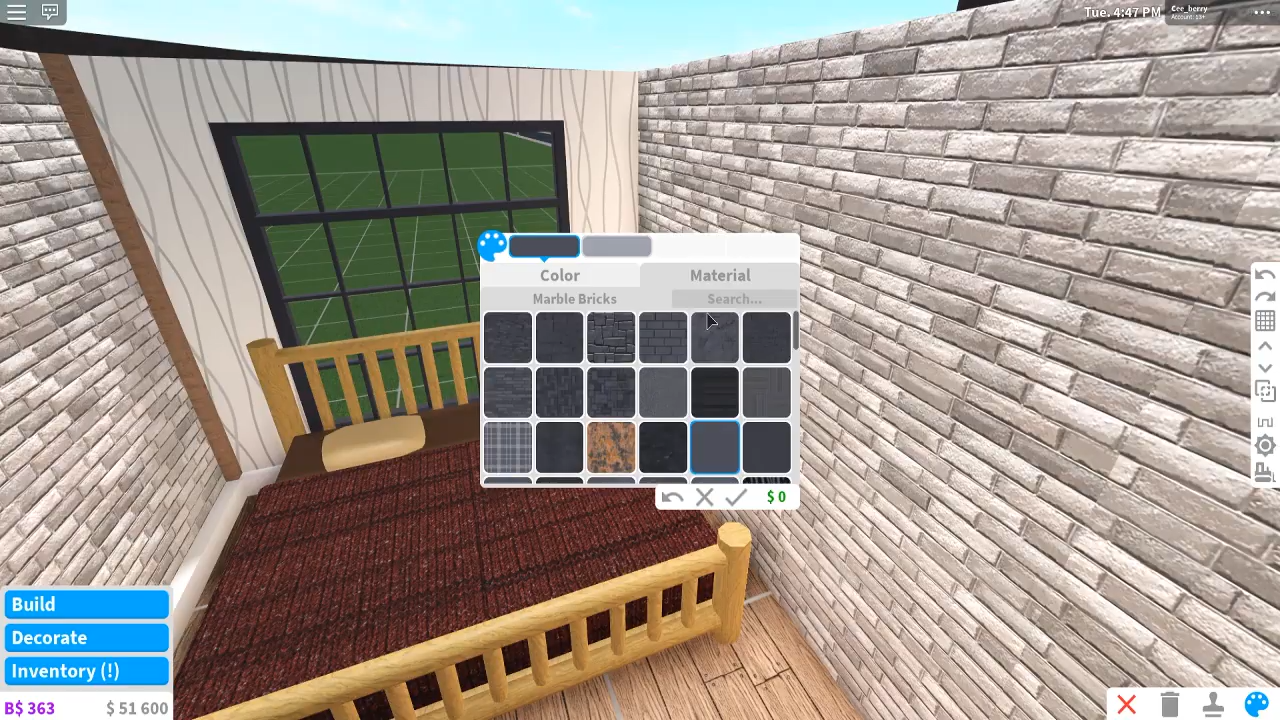 Tue. 4:47 PM
Cee_berry
Account: 13+
Color
Material
Marble Bricks
Search...
$ 0
Build
Decorate
Inventory (!)
B$ 363
$ 51 600